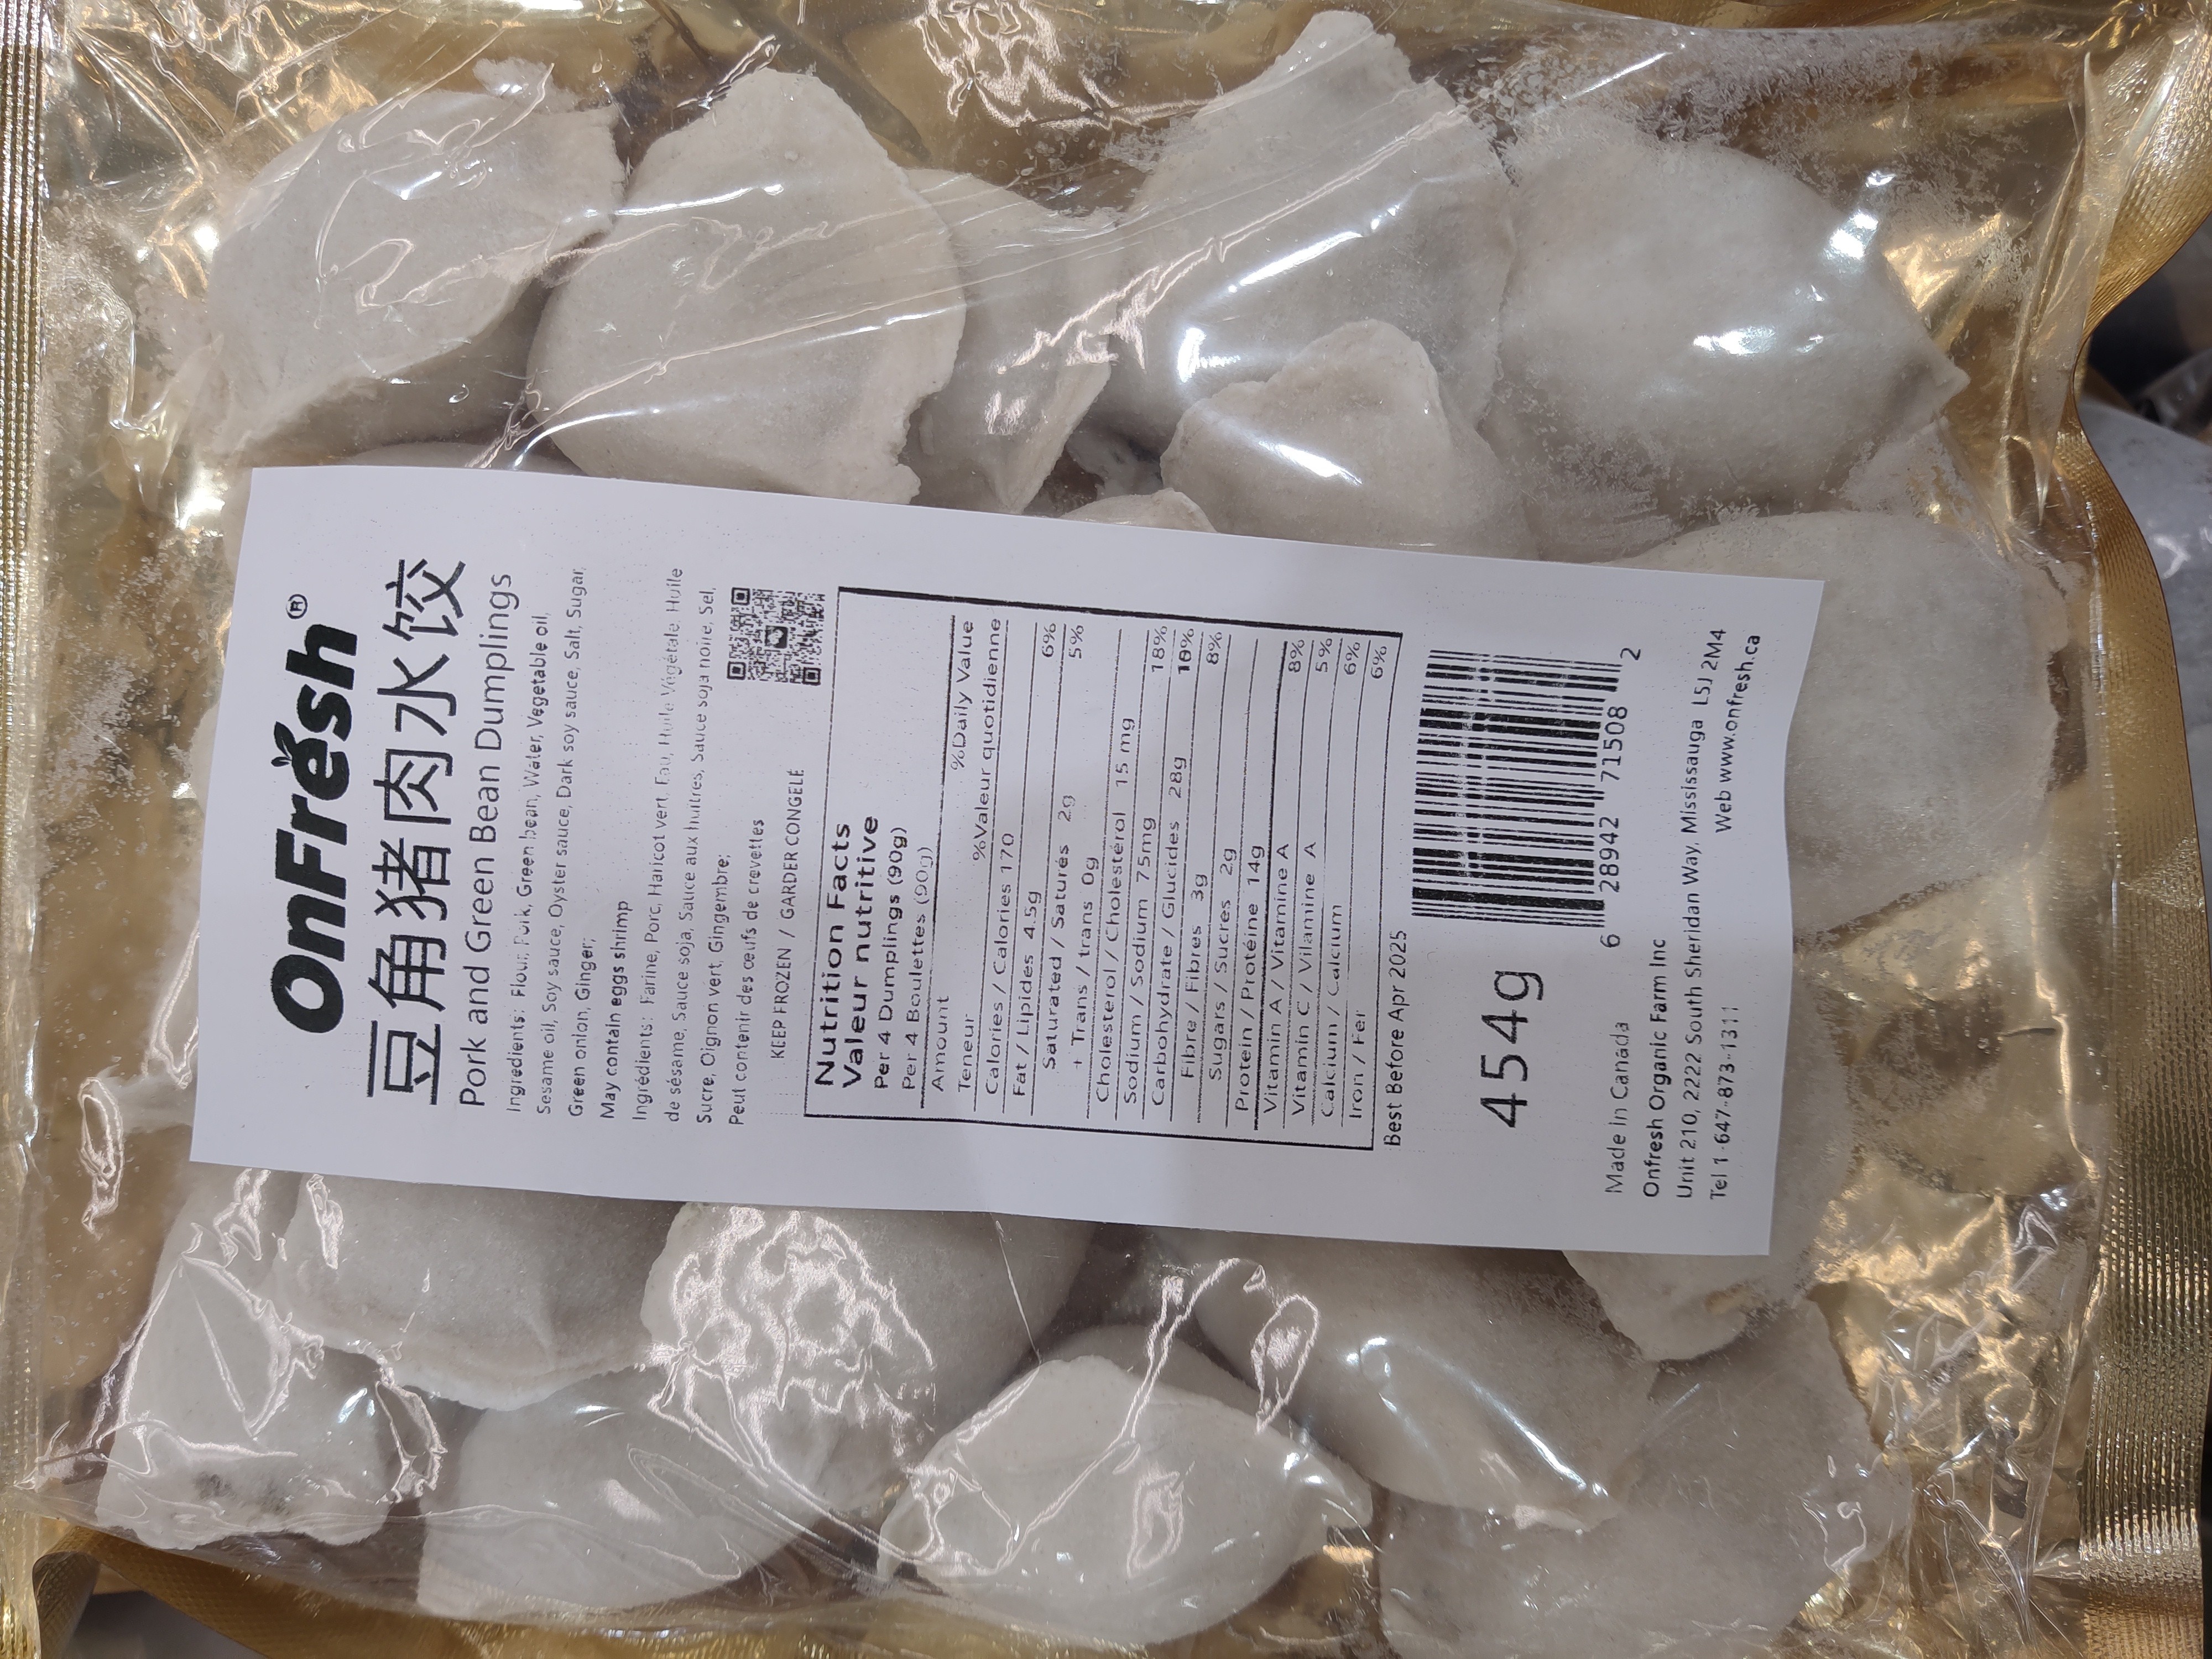 OnFresh®
豆角猪肉水饺
Pork and Green Bean Dumplings
Ingredients: Flour, Pork, Green bean, Water, Vegetable oil,
Sesame oil, Soy sauce, Oyster sauce, Dark soy sauce, Salt, Sugar,
Green onion, Ginger;
May contain eggs shrimp
Ingrédients: Farine, Porc, Haricot vert, Eau, Huile Végétale, Huile
de sésame, Sauce soja, Sauce aux huîtres, Sauce soja noire, Sel,
Sucre, Oignon vert, Gingembre;
Peut contenir des œufs de crevettes
KEEP FROZEN / GARDER CONGELÉ
Nutrition Facts
Valeur nutritive
Per 4 Dumplings (90g)
Per 4 Boulettes (90g)
Amount %Daily Value
Teneur %Valeur quotidienne
Calories / Calories 170
Fat / Lipides 4.5g 6%
Saturated / Saturés 2g 5%
+ Trans / trans 0g
Cholesterol / Cholestérol 15 mg
Sodium / Sodium 75mg 18%
Carbohydrate / Glucides 28g 10%
Fibre / Fibres 3g 8%
Sugars / Sucres 2g
Protein / Protéine 14g
Vitamin A / Vitamine A 8%
Vitamin C / Vilamine A 5%
Calcium / Calcium 6%
Iron / Fer 6%
Best Before Apr 2025
454g
6 28942 71508 2
Made in Canada
Onfresh Organic Farm Inc
Unit 210, 2222 South Sheridan Way, Mississauga L5J 2M4
Tel 1-647-873-1311 Web www.onfresh.ca